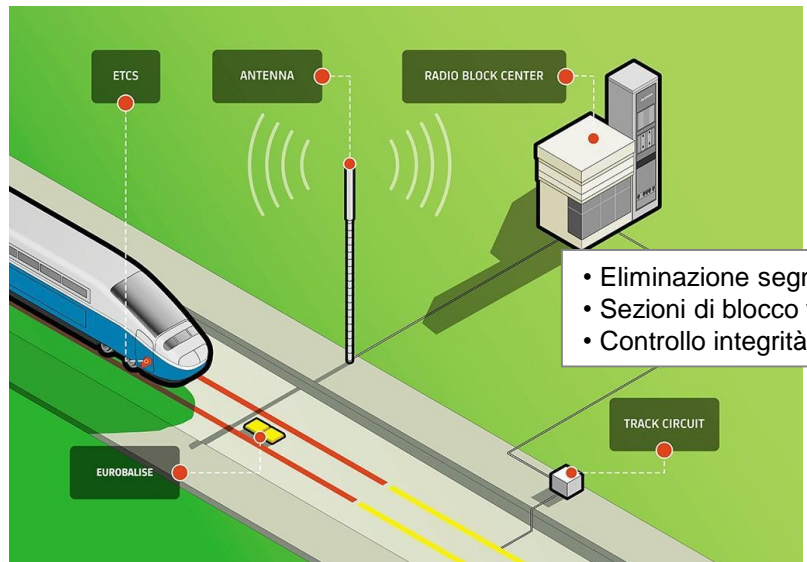 ETCS
ANTENNA
RADIO BLOCK CENTER
• Eliminazione
• Sezioni di blocco
• Controllo integrità
TRACK CIRCUIT
EUROBALISE